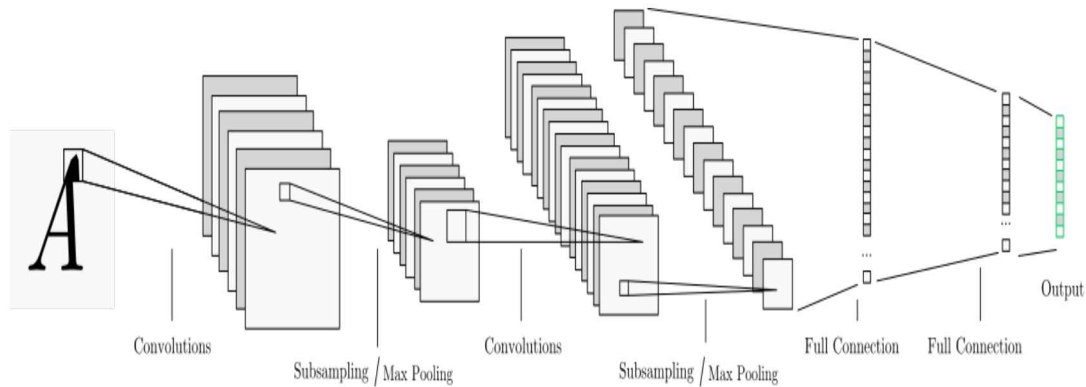 A
Convolutions
Subsampling / Max Pooling
Convolutions
Subsampling / Max Pooling
...
Full Connection
...
Full Connection
Output